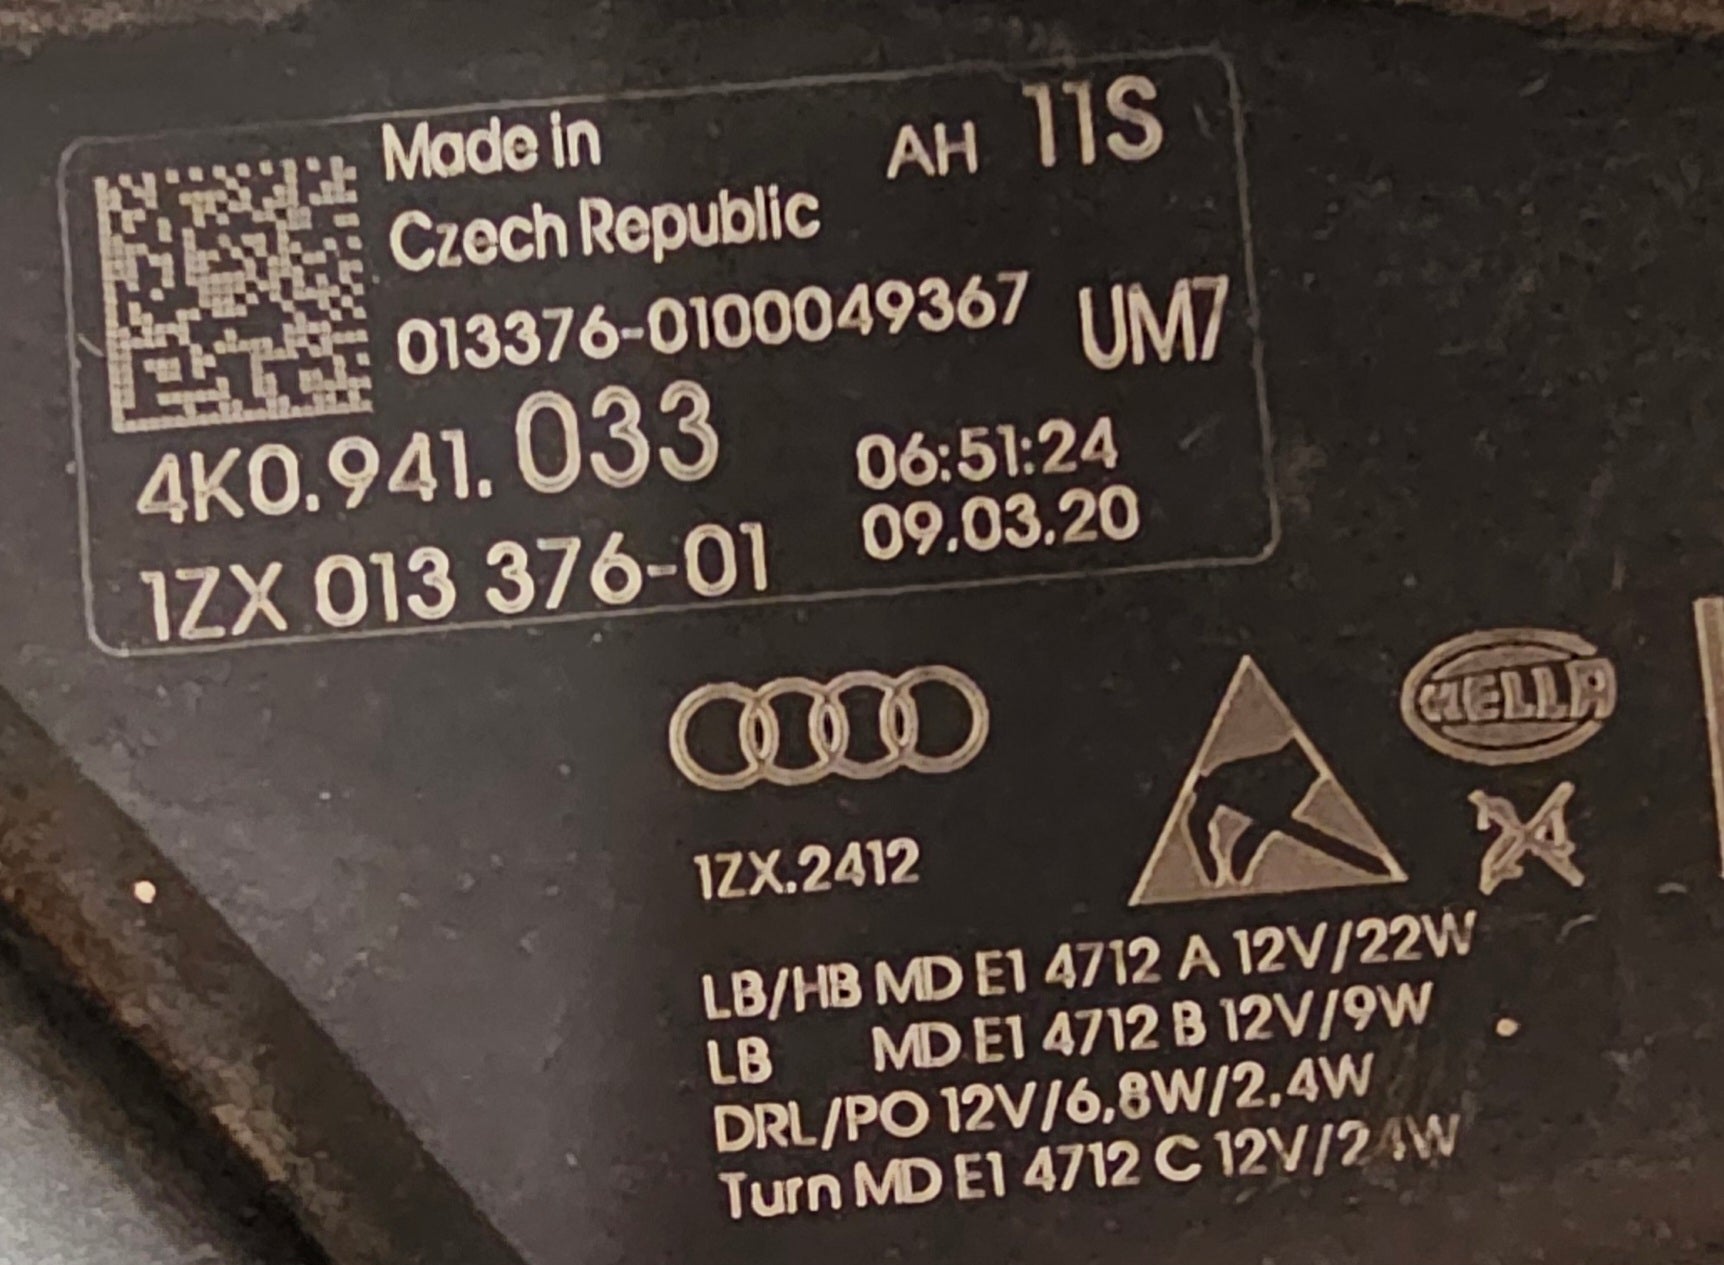 Made in
Czech Republic
AH 11S
013376-0100049367
UM7
4K0.941.033
06:51:24
09.03.20
1ZX 013 376-01
HELLA
24
1ZX.2412
LB/HB MD E1 4712 A 12V/22W
LB MD E1 4712 B 12V/9W
DRL/PO 12V/6,8W/2.4W
Turn MD E1 4712 C 12V/24W